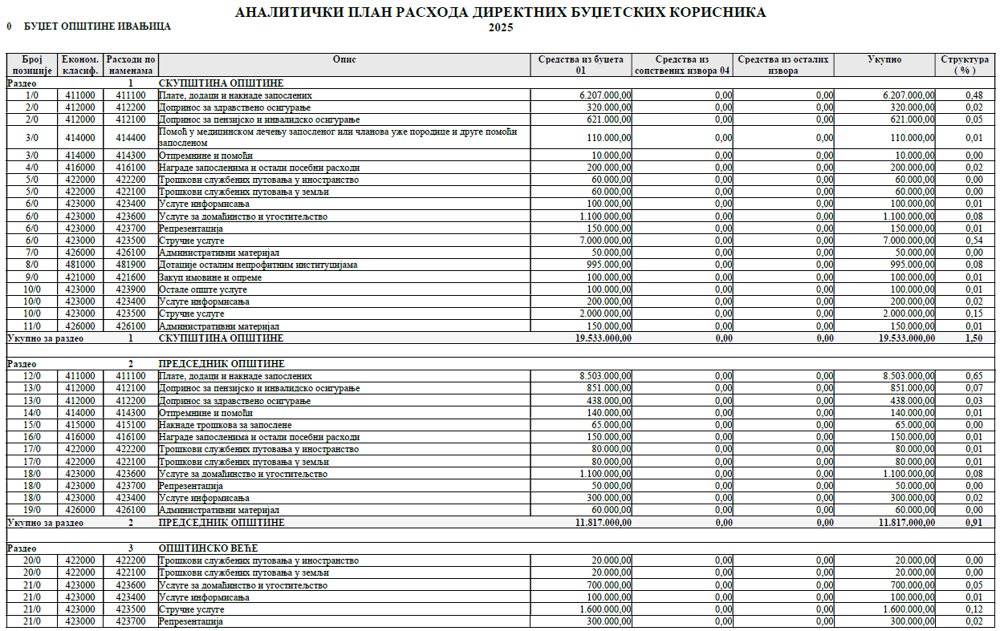 АНАЛИТИЧКИ ПЛАН РАСХОДА ДИРЕКТНИХ БУЏЕТСКИХ КОРИСНИКА
0 БУЏЕТ ОПШТИНЕ ИВАЊИЦА
2025
Број позиције Економ. класиф. Расходи по наменама Опис Средства из буџета 01 Средства из сопствених извора 04 Средства из осталих извора Укупно Структура ( % )
Раздео 1 СКУПШТИНА ОПШТИНЕ
1/0 411000 411100 Плате, додаци и накнаде запослених 6.207.000,00 0,00 0,00 6.207.000,00 0,48
2/0 412000 412200 Допринос за здравствено осигурање 320.000,00 0,00 0,00 320.000,00 0,02
2/0 412000 412100 Допринос за пензијско и инвалидско осигурање 621.000,00 0,00 0,00 621.000,00 0,05
3/0 414000 414400 Помоћ у медицинском лечењу запосленог или чланова уже породице и друге помоћи запосленом 110.000,00 0,00 0,00 110.000,00 0,01
3/0 414000 414300 Отпремнине и помоћи 10.000,00 0,00 0,00 10.000,00 0,00
4/0 416000 416100 Награде запосленима и остали посебни расходи 200.000,00 0,00 0,00 200.000,00 0,02
5/0 422000 422200 Трошкови службених путовања у иностранство 60.000,00 0,00 0,00 60.000,00 0,00
5/0 422000 422100 Трошкови службених путовања у земљи 60.000,00 0,00 0,00 60.000,00 0,00
6/0 423000 423400 Услуге информисања 100.000,00 0,00 0,00 100.000,00 0,01
6/0 423000 423600 Услуге за домаћинство и угоститељство 1.100.000,00 0,00 0,00 1.100.000,00 0,08
6/0 423000 423700 Репрезентација 150.000,00 0,00 0,00 150.000,00 0,01
6/0 423000 423500 Стручне услуге 7.000.000,00 0,00 0,00 7.000.000,00 0,54
7/0 426000 426100 Административни материјал 50.000,00 0,00 0,00 50.000,00 0,00
8/0 481000 481900 Дотације осталим непрофитним институцијама 995.000,00 0,00 0,00 995.000,00 0,08
9/0 421000 421600 Закуп имовине и опреме 100.000,00 0,00 0,00 100.000,00 0,01
10/0 423000 423900 Остале опште услуге 100.000,00 0,00 0,00 100.000,00 0,01
10/0 423000 423400 Услуге информисања 200.000,00 0,00 0,00 200.000,00 0,02
10/0 423000 423500 Стручне услуге 2.000.000,00 0,00 0,00 2.000.000,00 0,15
11/0 426000 426100 Административни материјал 150.000,00 0,00 0,00 150.000,00 0,01
Укупно за раздео 1 СКУПШТИНА ОПШТИНЕ 19.533.000,00 0,00 0,00 19.533.000,00 1,50
Раздео 2 ПРЕДСЕДНИК ОПШТИНЕ
12/0 411000 411100 Плате, додаци и накнаде запослених 8.503.000,00 0,00 0,00 8.503.000,00 0,65
13/0 412000 412100 Допринос за пензијско и инвалидско осигурање 851.000,00 0,00 0,00 851.000,00 0,07
13/0 412000 412200 Допринос за здравствено осигурање 438.000,00 0,00 0,00 438.000,00 0,03
14/0 414000 414300 Отпремнине и помоћи 140.000,00 0,00 0,00 140.000,00 0,01
15/0 415000 415100 Накнаде трошкова за запослене 65.000,00 0,00 0,00 65.000,00 0,00
16/0 416000 416100 Награде запосленима и остали посебни расходи 150.000,00 0,00 0,00 150.000,00 0,01
17/0 422000 422200 Трошкови службених путовања у иностранство 80.000,00 0,00 0,00 80.000,00 0,01
17/0 422000 422100 Трошкови службених путовања у земљи 80.000,00 0,00 0,00 80.000,00 0,01
18/0 423000 423600 Услуге за домаћинство и угоститељство 1.100.000,00 0,00 0,00 1.100.000,00 0,08
18/0 423000 423700 Репрезентација 50.000,00 0,00 0,00 50.000,00 0,00
18/0 423000 423400 Услуге информисања 300.000,00 0,00 0,00 300.000,00 0,02
19/0 426000 426100 Административни материјал 60.000,00 0,00 0,00 60.000,00 0,00
Укупно за раздео 2 ПРЕДСЕДНИК ОПШТИНЕ 11.817.000,00 0,00 0,00 11.817.000,00 0,91
Раздео 3 ОПШТИНСКО ВЕЋЕ
20/0 422000 422200 Трошкови службених путовања у иностранство 20.000,00 0,00 0,00 20.000,00 0,00
20/0 422000 422100 Трошкови службених путовања у земљи 20.000,00 0,00 0,00 20.000,00 0,00
21/0 423000 423600 Услуге за домаћинство и угоститељство 700.000,00 0,00 0,00 700.000,00 0,05
21/0 423000 423400 Услуге информисања 100.000,00 0,00 0,00 100.000,00 0,01
21/0 423000 423500 Стручне услуге 1.600.000,00 0,00 0,00 1.600.000,00 0,12
21/0 423000 423700 Репрезентација 300.000,00 0,00 0,00 300.000,00 0,02